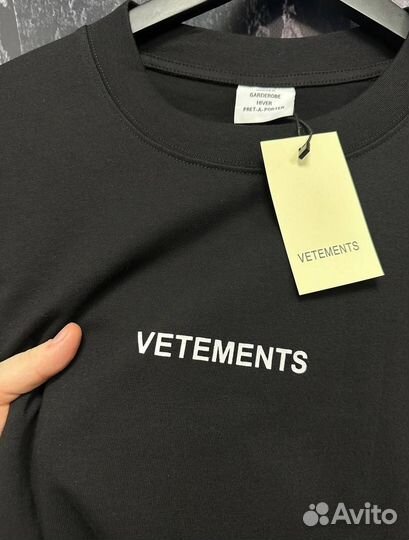 GARDEROBE
HIVER
PRET-A-PORTER
VETEMENTS
VETEMENTS
Avito